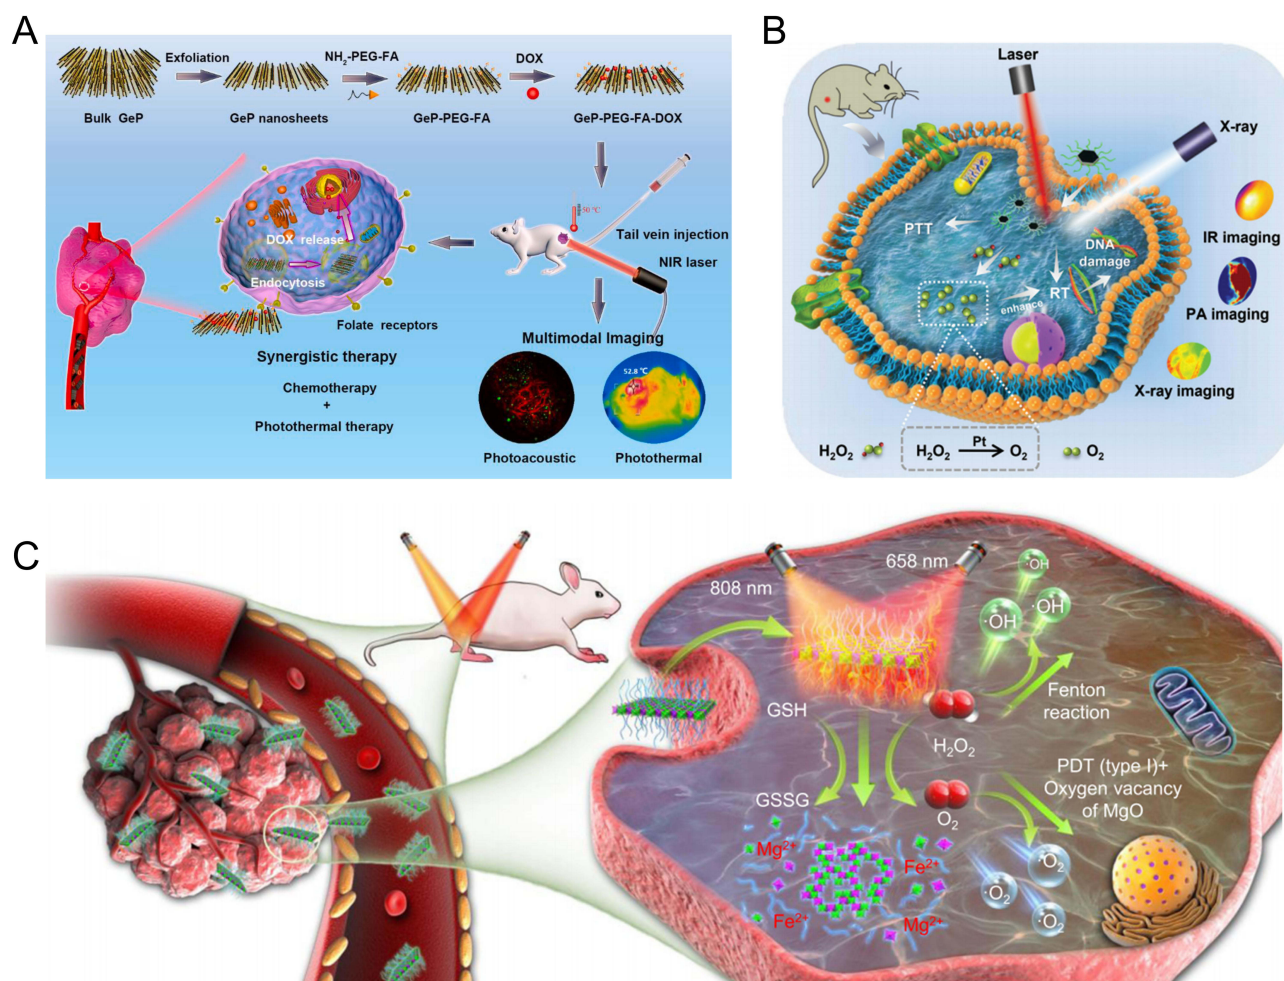 A
Exfoliation
NH2-PEG-FA
DOX
Bulk GeP
GeP nanosheets
GeP-PEG-FA
GeP-PEG-FA-DOX
50 °C
DOX release
Endocytosis
Tail vein injection
NIR laser
Folate receptors
Synergistic therapy
Chemotherapy
+
Photothermal therapy
Multimodal Imaging
52.8 °C
Photoacoustic
Photothermal
B
Laser
X-ray
PTT
DNA
damage
RT
enhance
IR imaging
PA imaging
X-ray imaging
H2O2
H2O2 Pt O2
O2
C
808 nm
658 nm
·OH
·OH
·OH
GSH
H2O2
Fenton
reaction
GSSG
O2
PDT (type I)+
Oxygen vacancy
of MgO
Mg2+
Fe2+
Fe2+
Mg2+
·O2
·O2
·O2